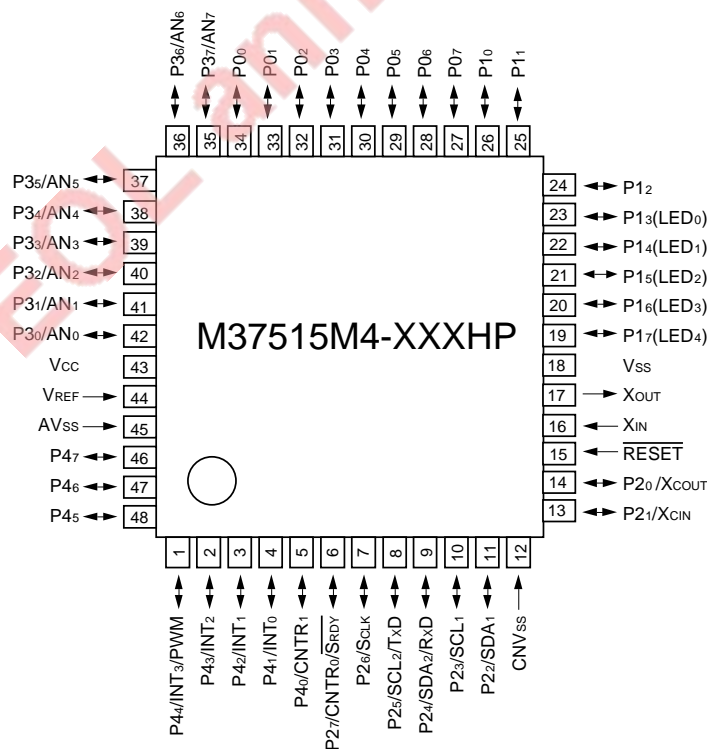 EOL ann
P36/AN6
P37/AN7
P00
P01
P02
P03
P04
P05
P06
P07
P10
P11
36
35
34
33
32
31
30
29
28
27
26
25
P35/AN5
37
P34/AN4
38
P33/AN3
39
P32/AN2
40
P31/AN1
41
P30/AN0
42
VCC
43
VREF
44
AVSS
45
P47
46
P46
47
P45
48
M37515M4-XXXHP
24
P12
23
P13(LED0)
22
P14(LED1)
21
P15(LED2)
20
P16(LED3)
19
P17(LED4)
18
VSS
17
XOUT
16
XIN
15
RESET
14
P20/XCOUT
13
P21/XCIN
1
2
3
4
5
6
7
8
9
10
11
12
P44/INT3/PWM
P43/INT2
P42/INT1
P41/INT0
P40/CNTR1
P27/CNTR0/SRDY
P26/SCLK
P25/SCL2/TxD
P24/SDA2/RxD
P23/SCL1
P22/SDA1
CNVSS